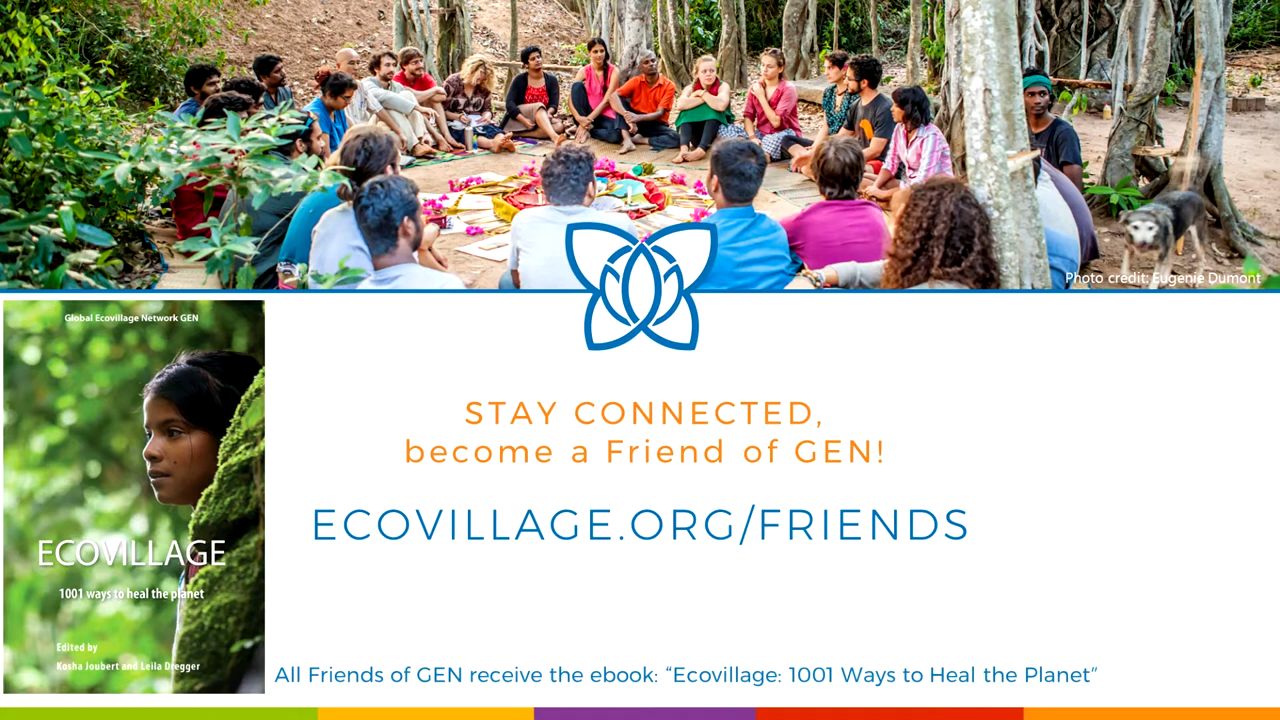 Photo credit: Eugenie Dumont
Global Ecovillage Network GEN
ECOVILLAGE
1001 ways to heal the planet
Edited by
Kosha Joubert and Leila Dregger
STAY CONNECTED,
become a Friend of GEN!
ECOVILLAGE.ORG/FRIENDS
All Friends of GEN receive the ebook: “Ecovillage: 1001 Ways to Heal the Planet”